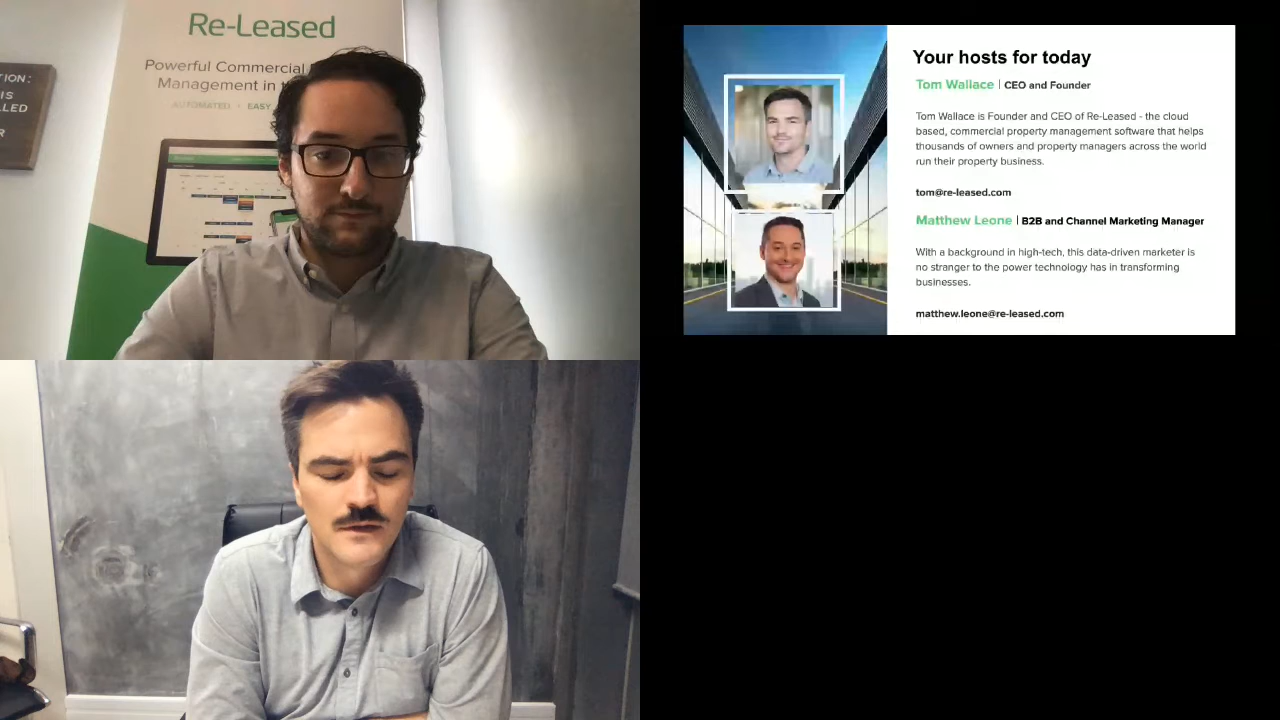 TION:
IS
LLED
R
Re-Leased
Powerful Commercial
Management in t
AUTOMATED • EASY
Your hosts for today
Tom Wallace | CEO and Founder
Tom Wallace is Founder and CEO of Re-Leased - the cloud
based, commercial property management software that helps
thousands of owners and property managers across the world
run their property business.
tom@re-leased.com
Matthew Leone | B2B and Channel Marketing Manager
With a background in high-tech, this data-driven marketer is
no stranger to the power technology has in transforming
businesses.
matthew.leone@re-leased.com